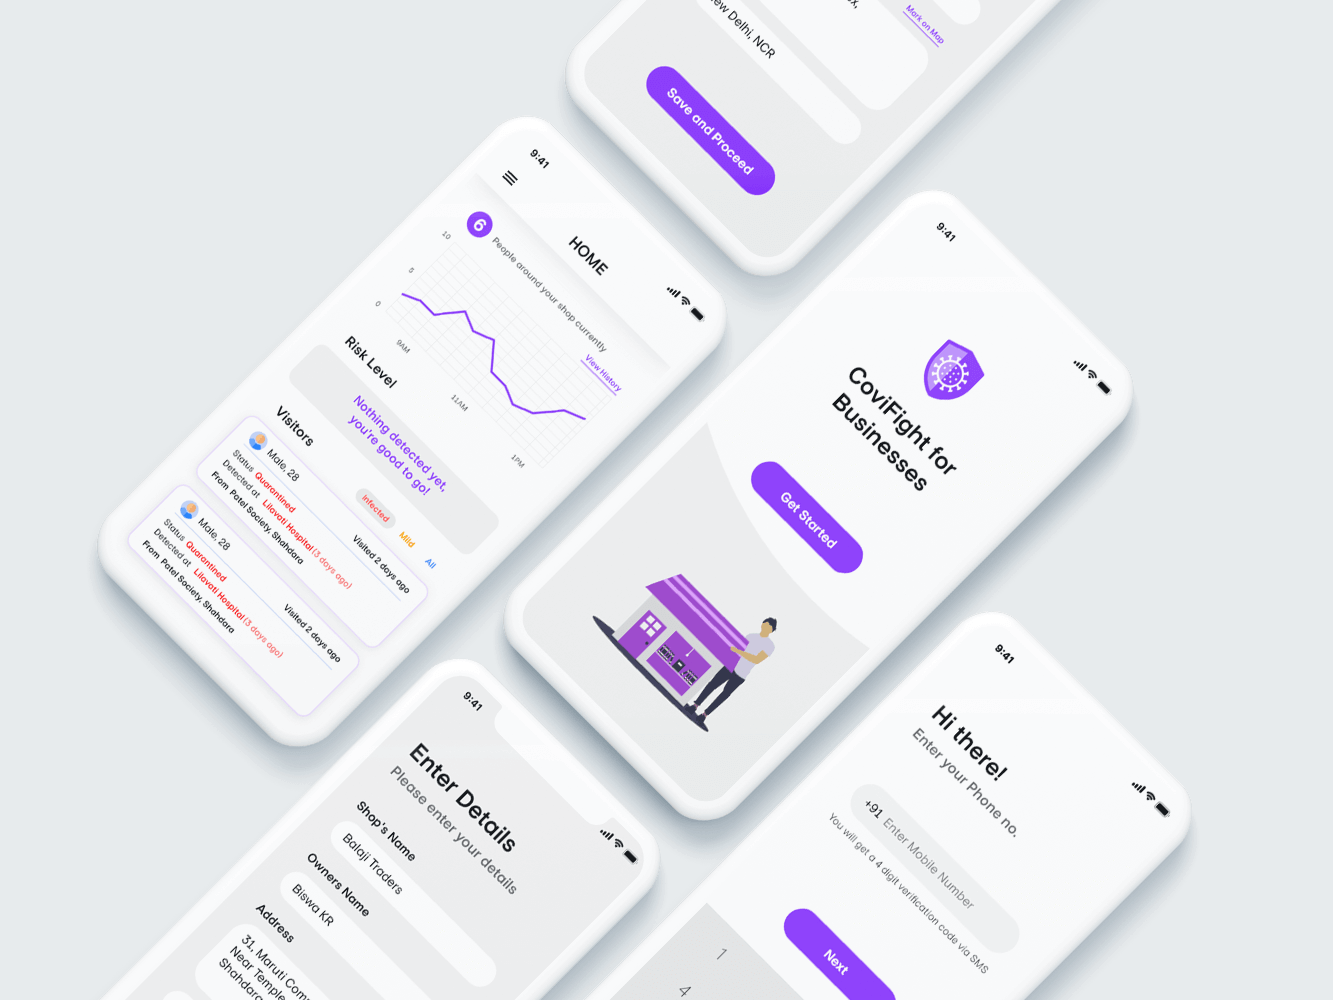 Mark on Map
New Delhi, NCR
Save and Proceed
9:41
HOME
6
People around your shop currently
10
5
0
9AM
11AM
1PM
View History
Risk Level
Nothing detected yet,
you're good to go!
Visitors
Infected
Mild
All
Male, 28
Visited 2 days ago
Status Quarantined
Detected at Lilavati Hospital (3 days ago)
From Patel Society, Shahdara
Male, 28
Visited 2 days ago
Status Quarantined
Detected at Lilavati Hospital (3 days ago)
From Patel Society, Shahdara
9:41
CoviFight for
Businesses
Get Started
9:41
Enter Details
Please enter your details
Shop's Name
Balaji Traders
Owners Name
Biswa KR
Address
31, Maruti
Near Temple
Shahdara
9:41
Hi there!
Enter your Phone no.
+91 Enter Mobile Number
You will get a 4 digit verification code via SMS
Next
1
4